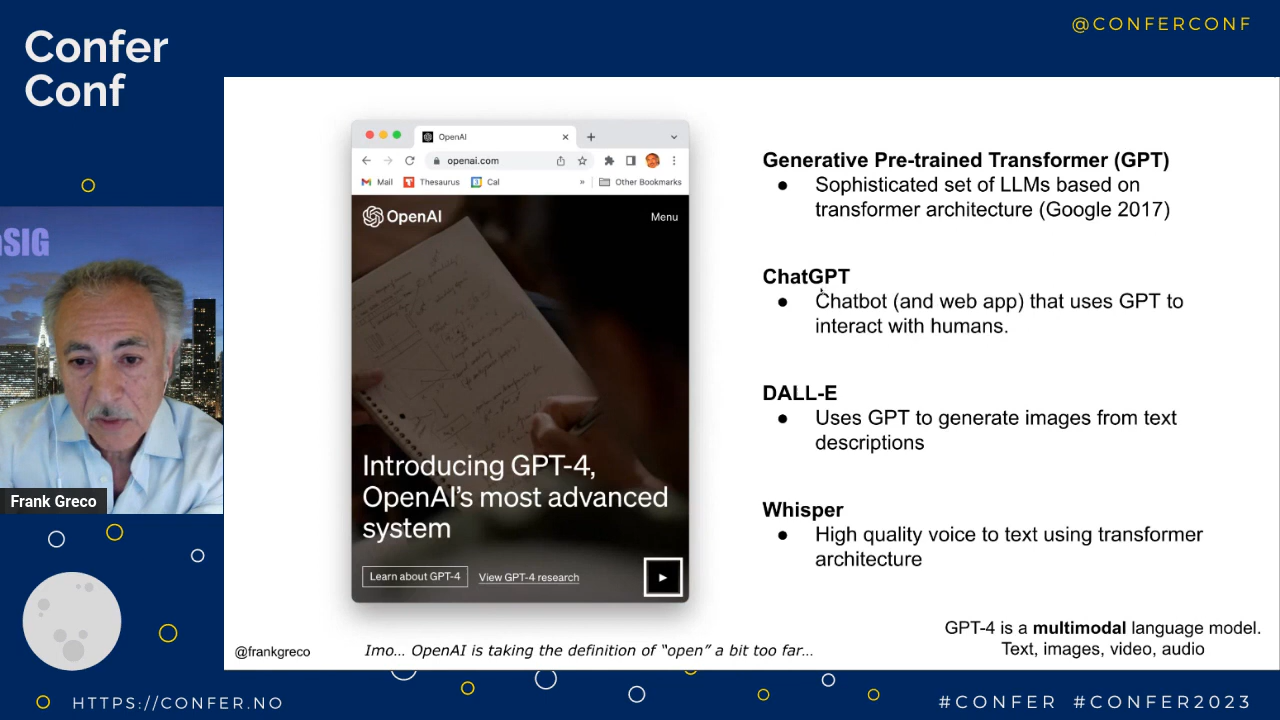 Confer
Conf
@CONFERCONF
SIG
Frank Greco
OpenAI
openai.com
Mail
Thesaurus
Cal
»
Other Bookmarks
OpenAI
Menu
Introducing GPT-4,
OpenAI's most advanced
system
Learn about GPT-4
View GPT-4 research
Generative Pre-trained Transformer (GPT)
● Sophisticated set of LLMs based on
transformer architecture (Google 2017)
ChatGPT
● Chatbot (and web app) that uses GPT to
interact with humans.
DALL-E
● Uses GPT to generate images from text
descriptions
Whisper
● High quality voice to text using transformer
architecture
GPT-4 is a multimodal language model.
Text, images, video, audio
@frankgreco
Imo... OpenAI is taking the definition of "open" a bit too far...
HTTPS://CONFER.NO
#CONFER #CONFER2023